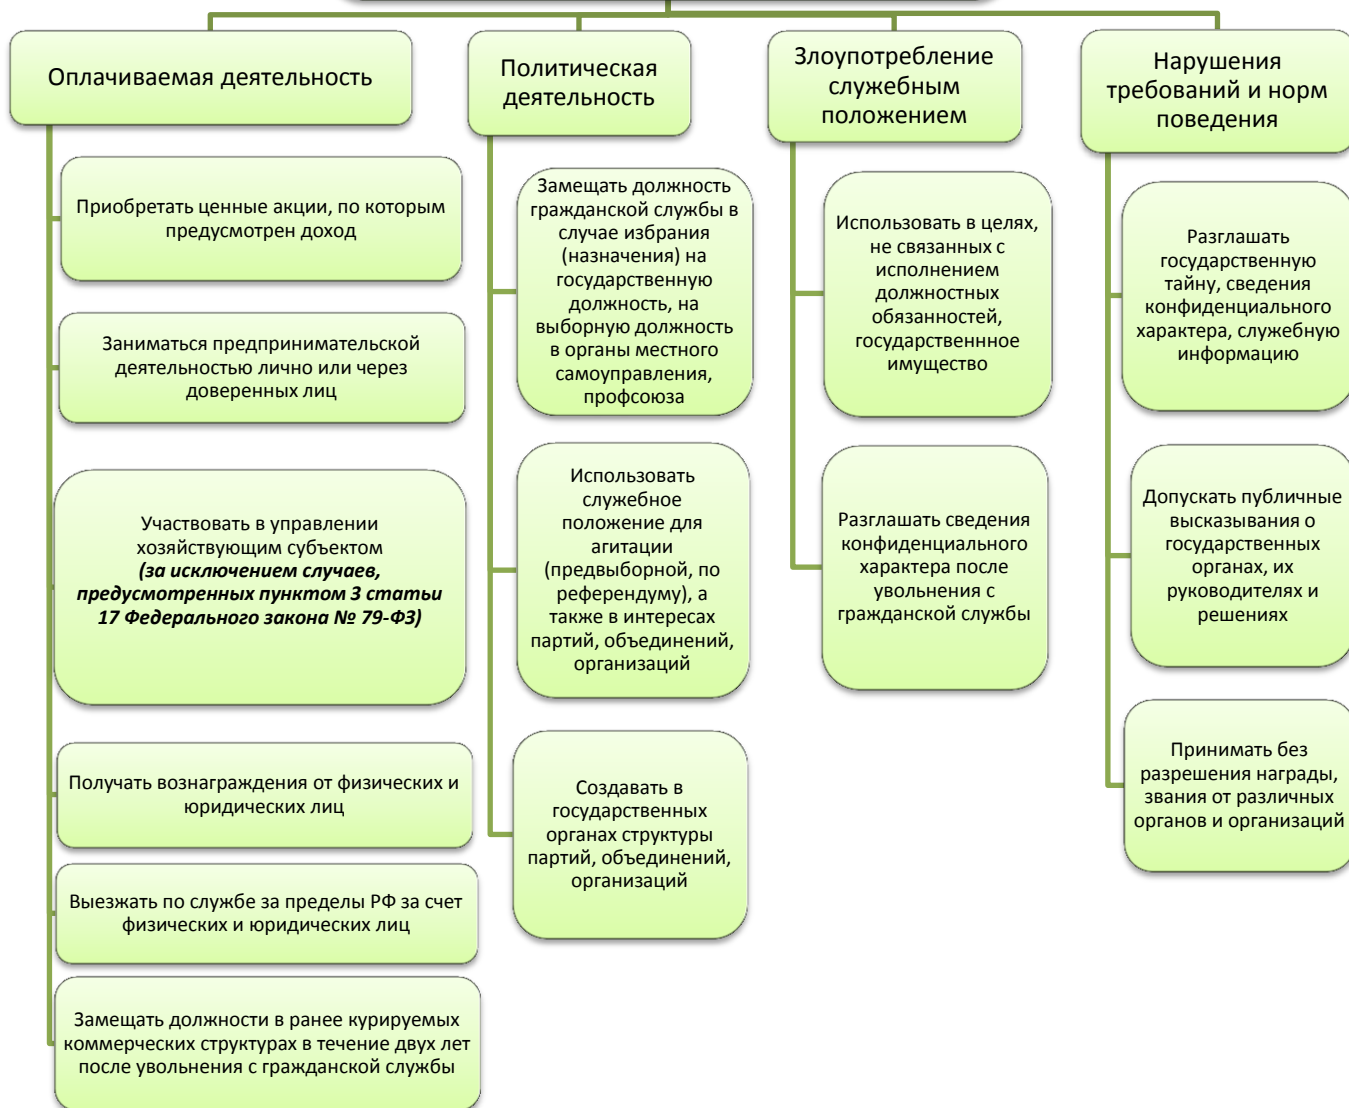 Оплачиваемая деятельность
Приобретать ценные акции, по которым
предусмотрен доход
Заниматься предпринимательской
деятельностью лично или через
доверенных лиц
Участвовать в управлении
хозяйствующим субъектом
(за исключением случаев,
предусмотренных пунктом 3 статьи
17 Федерального закона № 79-ФЗ)
Получать вознаграждения от физических и
юридических лиц
Выезжать по службе за пределы РФ за счет
физических и юридических лиц
Замещать должности в ранее курируемых
коммерческих структурах в течение двух лет
после увольнения с гражданской службы
Политическая
деятельность
Замещать должность
гражданской службы в
случае избрания
(назначения) на
государственную
должность, на
выборную должность
в органы местного
самоуправления,
профсоюза
Использовать
служебное
положение для
агитации
(предвыборной, по
референдуму), а
также в интересах
партий, объединений,
организаций
Создавать в
государственных
органах структуры
партий, объединений,
организаций
Злоупотребление
служебным
положением
Использовать в целях,
не связанных с
исполнением
должностных
обязанностей,
государственнное
имущество
Разглашать сведения
конфиденциального
характера после
увольнения с
гражданской службы
Нарушения
требований и норм
поведения
Разглашать
государственную
тайну, сведения
конфиденциального
характера, служебную
информацию
Допускать публичные
высказывания о
государственных
органах, их
руководителях и
решениях
Принимать без
разрешения награды,
звания от различных
органов и организаций